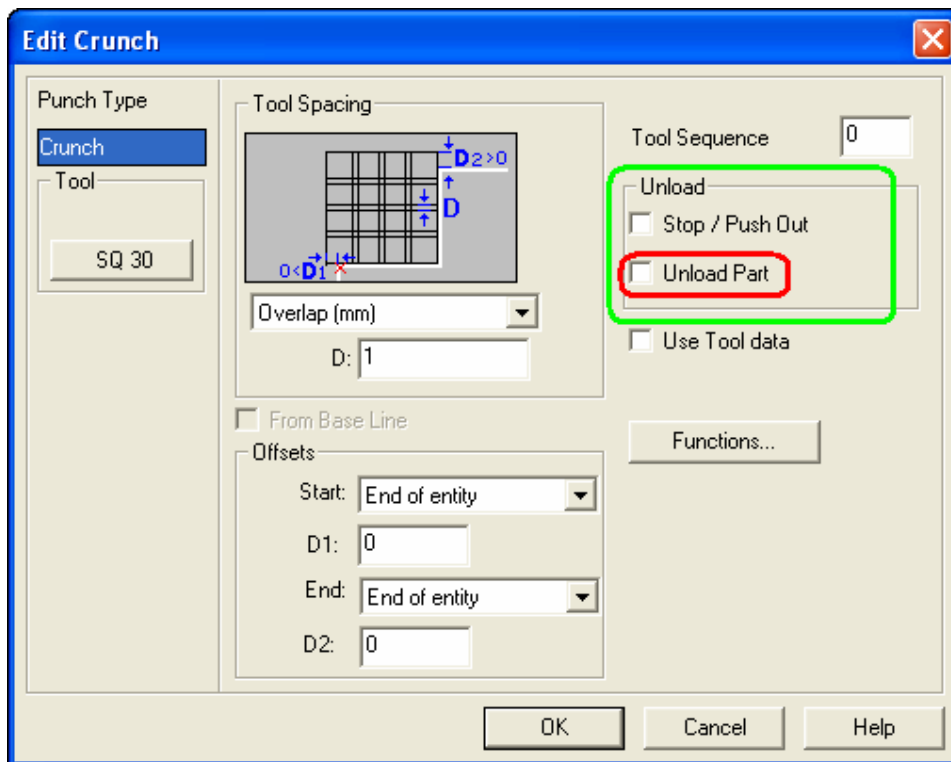 Edit Crunch
Punch Type
Crunch
Tool
SQ 30
Tool Spacing
D2>0
D
0<D1
Overlap (mm)
D: 1
From Base Line
Offsets
Start: End of entity
D1: 0
End: End of entity
D2: 0
Tool Sequence 0
Unload
Stop / Push Out
Unload Part
Use Tool data
Functions...
OK Cancel Help